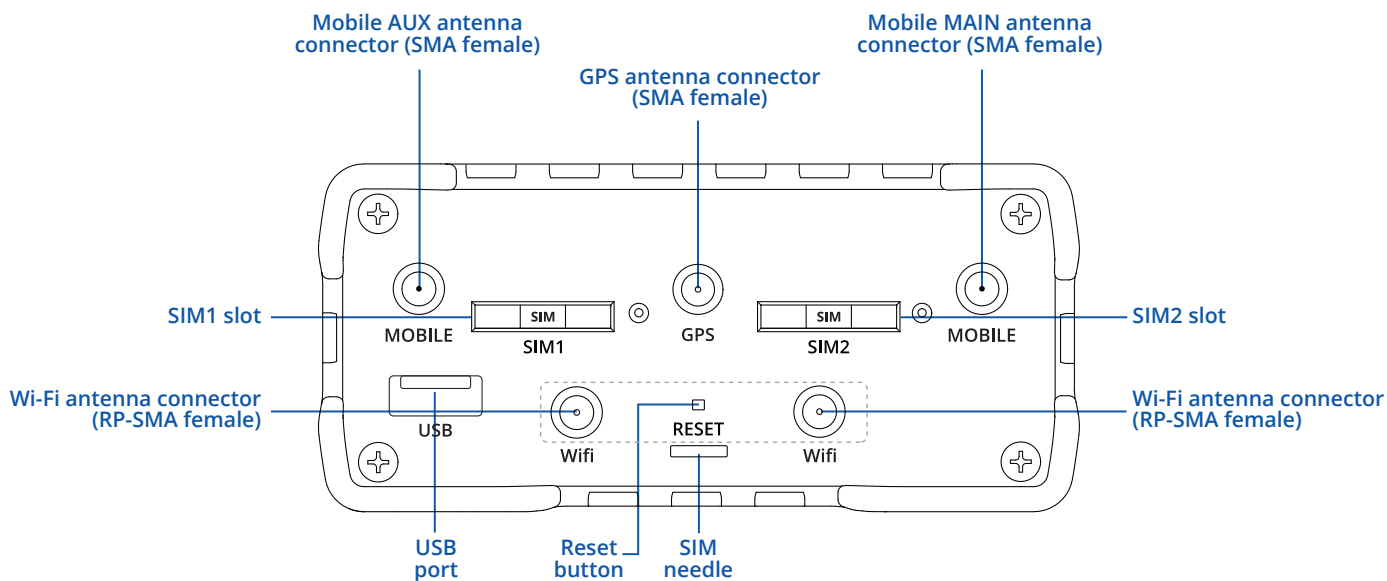 Mobile AUX antenna
connector (SMA female)
Mobile MAIN antenna
connector (SMA female)
GPS antenna connector
(SMA female)
SIM1 slot
MOBILE
SIM
SIM1
GPS
SIM
SIM2
MOBILE
SIM2 slot
Wi-Fi antenna connector
(RP-SMA female)
USB
Wifi
RESET
Wifi
Wi-Fi antenna connector
(RP-SMA female)
USB
port
Reset
button
SIM
needle